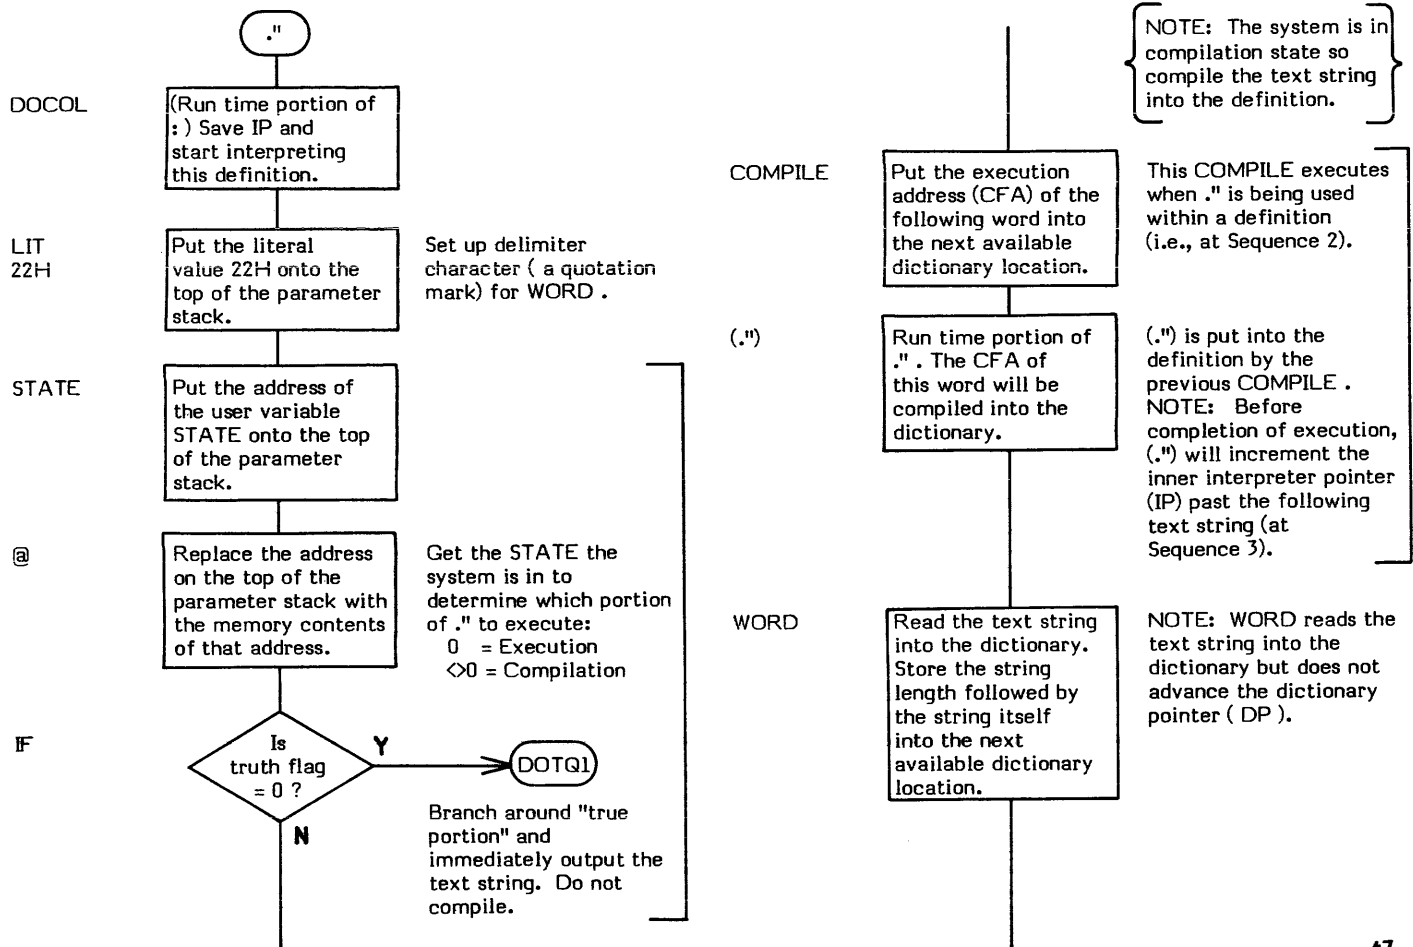 ."
DOCOL
(Run time portion of
: ) Save IP and
start interpreting
this definition.
LIT
22H
Put the literal
value 22H onto the
top of the parameter
stack.
Set up delimiter
character ( a quotation
mark) for WORD .
STATE
Put the address of
the user variable
STATE onto the top
of the parameter
stack.
@
Replace the address
on the top of the
parameter stack with
the memory contents
of that address.
Get the STATE the
system is in to
determine which portion
of ." to execute:
0 = Execution
<>0 = Compilation
IF
Is
truth flag
= 0 ?
Y
DOTQ1
N
Branch around "true
portion" and
immediately output the
text string. Do not
compile.
NOTE: The system is in
compilation state so
compile the text string
into the definition.
COMPILE
Put the execution
address (CFA) of the
following word into
the next available
dictionary location.
This COMPILE executes
when ." is being used
within a definition
(i.e., at Sequence 2).
(.")
Run time portion of
." . The CFA of
this word will be
compiled into the
dictionary.
(.") is put into the
definition by the
previous COMPILE .
NOTE: Before
completion of execution,
(.") will increment the
inner interpreter pointer
(IP) past the following
text string (at
Sequence 3).
WORD
Read the text string
into the dictionary.
Store the string
length followed by
the string itself
into the next
available dictionary
location.
NOTE: WORD reads the
text string into the
dictionary but does not
advance the dictionary
pointer ( DP ).